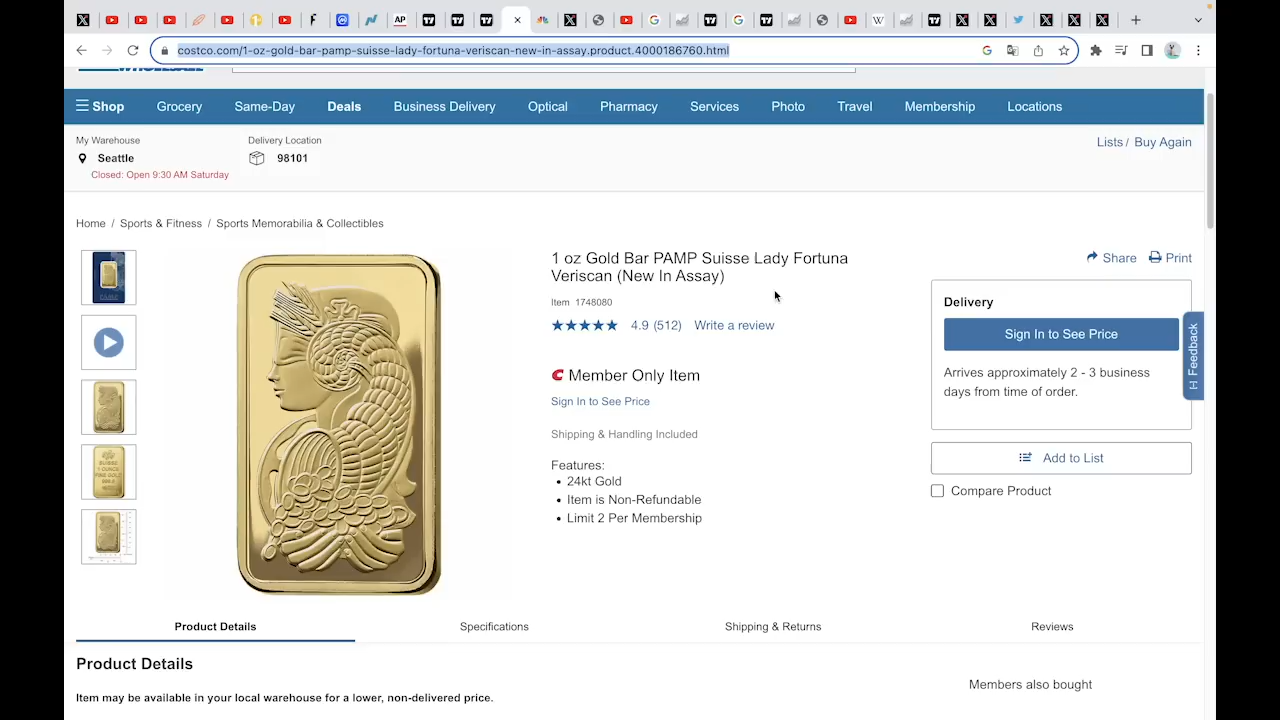 costco.com/1-oz-gold-bar-pamp-suisse-lady-fortuna-veriscan-new-in-assay.product.4000186760.html
Shop Grocery Same-Day Deals Business Delivery Optical Pharmacy Services Photo Travel Membership Locations
My Warehouse
Seattle
Closed: Open 9:30 AM Saturday
Delivery Location
98101
Lists / Buy Again
Home / Sports & Fitness / Sports Memorabilia & Collectibles
1 oz Gold Bar PAMP Suisse Lady Fortuna
Veriscan (New In Assay)
Item 1748080
4.9 (512) Write a review
Member Only Item
Sign In to See Price
Shipping & Handling Included
Features:
24kt Gold
Item is Non-Refundable
Limit 2 Per Membership
Share Print
Delivery
Sign In to See Price
Arrives approximately 2 - 3 business
days from time of order.
Add to List
Compare Product
Feedback
SUISSE
1 OUNCE
FINE GOLD
999.9
Product Details Specifications Shipping & Returns Reviews
Product Details
Item may be available in your local warehouse for a lower, non-delivered price.
Members also bought